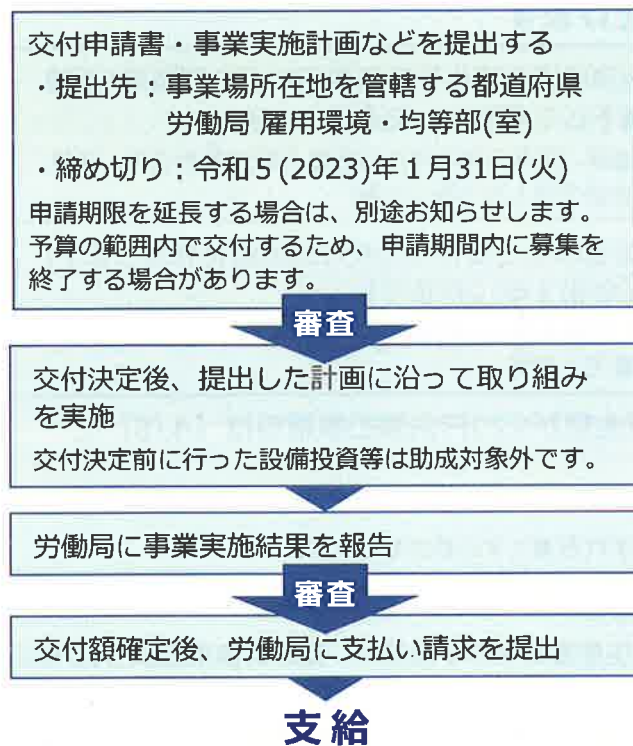 交付申請書・事業実施計画などを提出する
・提出先：事業場所在地を管轄する都道府県
労働局 雇用環境・均等部(室)
・締め切り：令和５(2023)年１月31日(火)
申請期限を延長する場合は、別途お知らせします。
予算の範囲内で交付するため、申請期間内に募集を
終了する場合があります。
審査
交付決定後、提出した計画に沿って取り組み
を実施
交付決定前に行った設備投資等は助成対象外です。
労働局に事業実施結果を報告
審査
交付額確定後、労働局に支払い請求を提出
支給